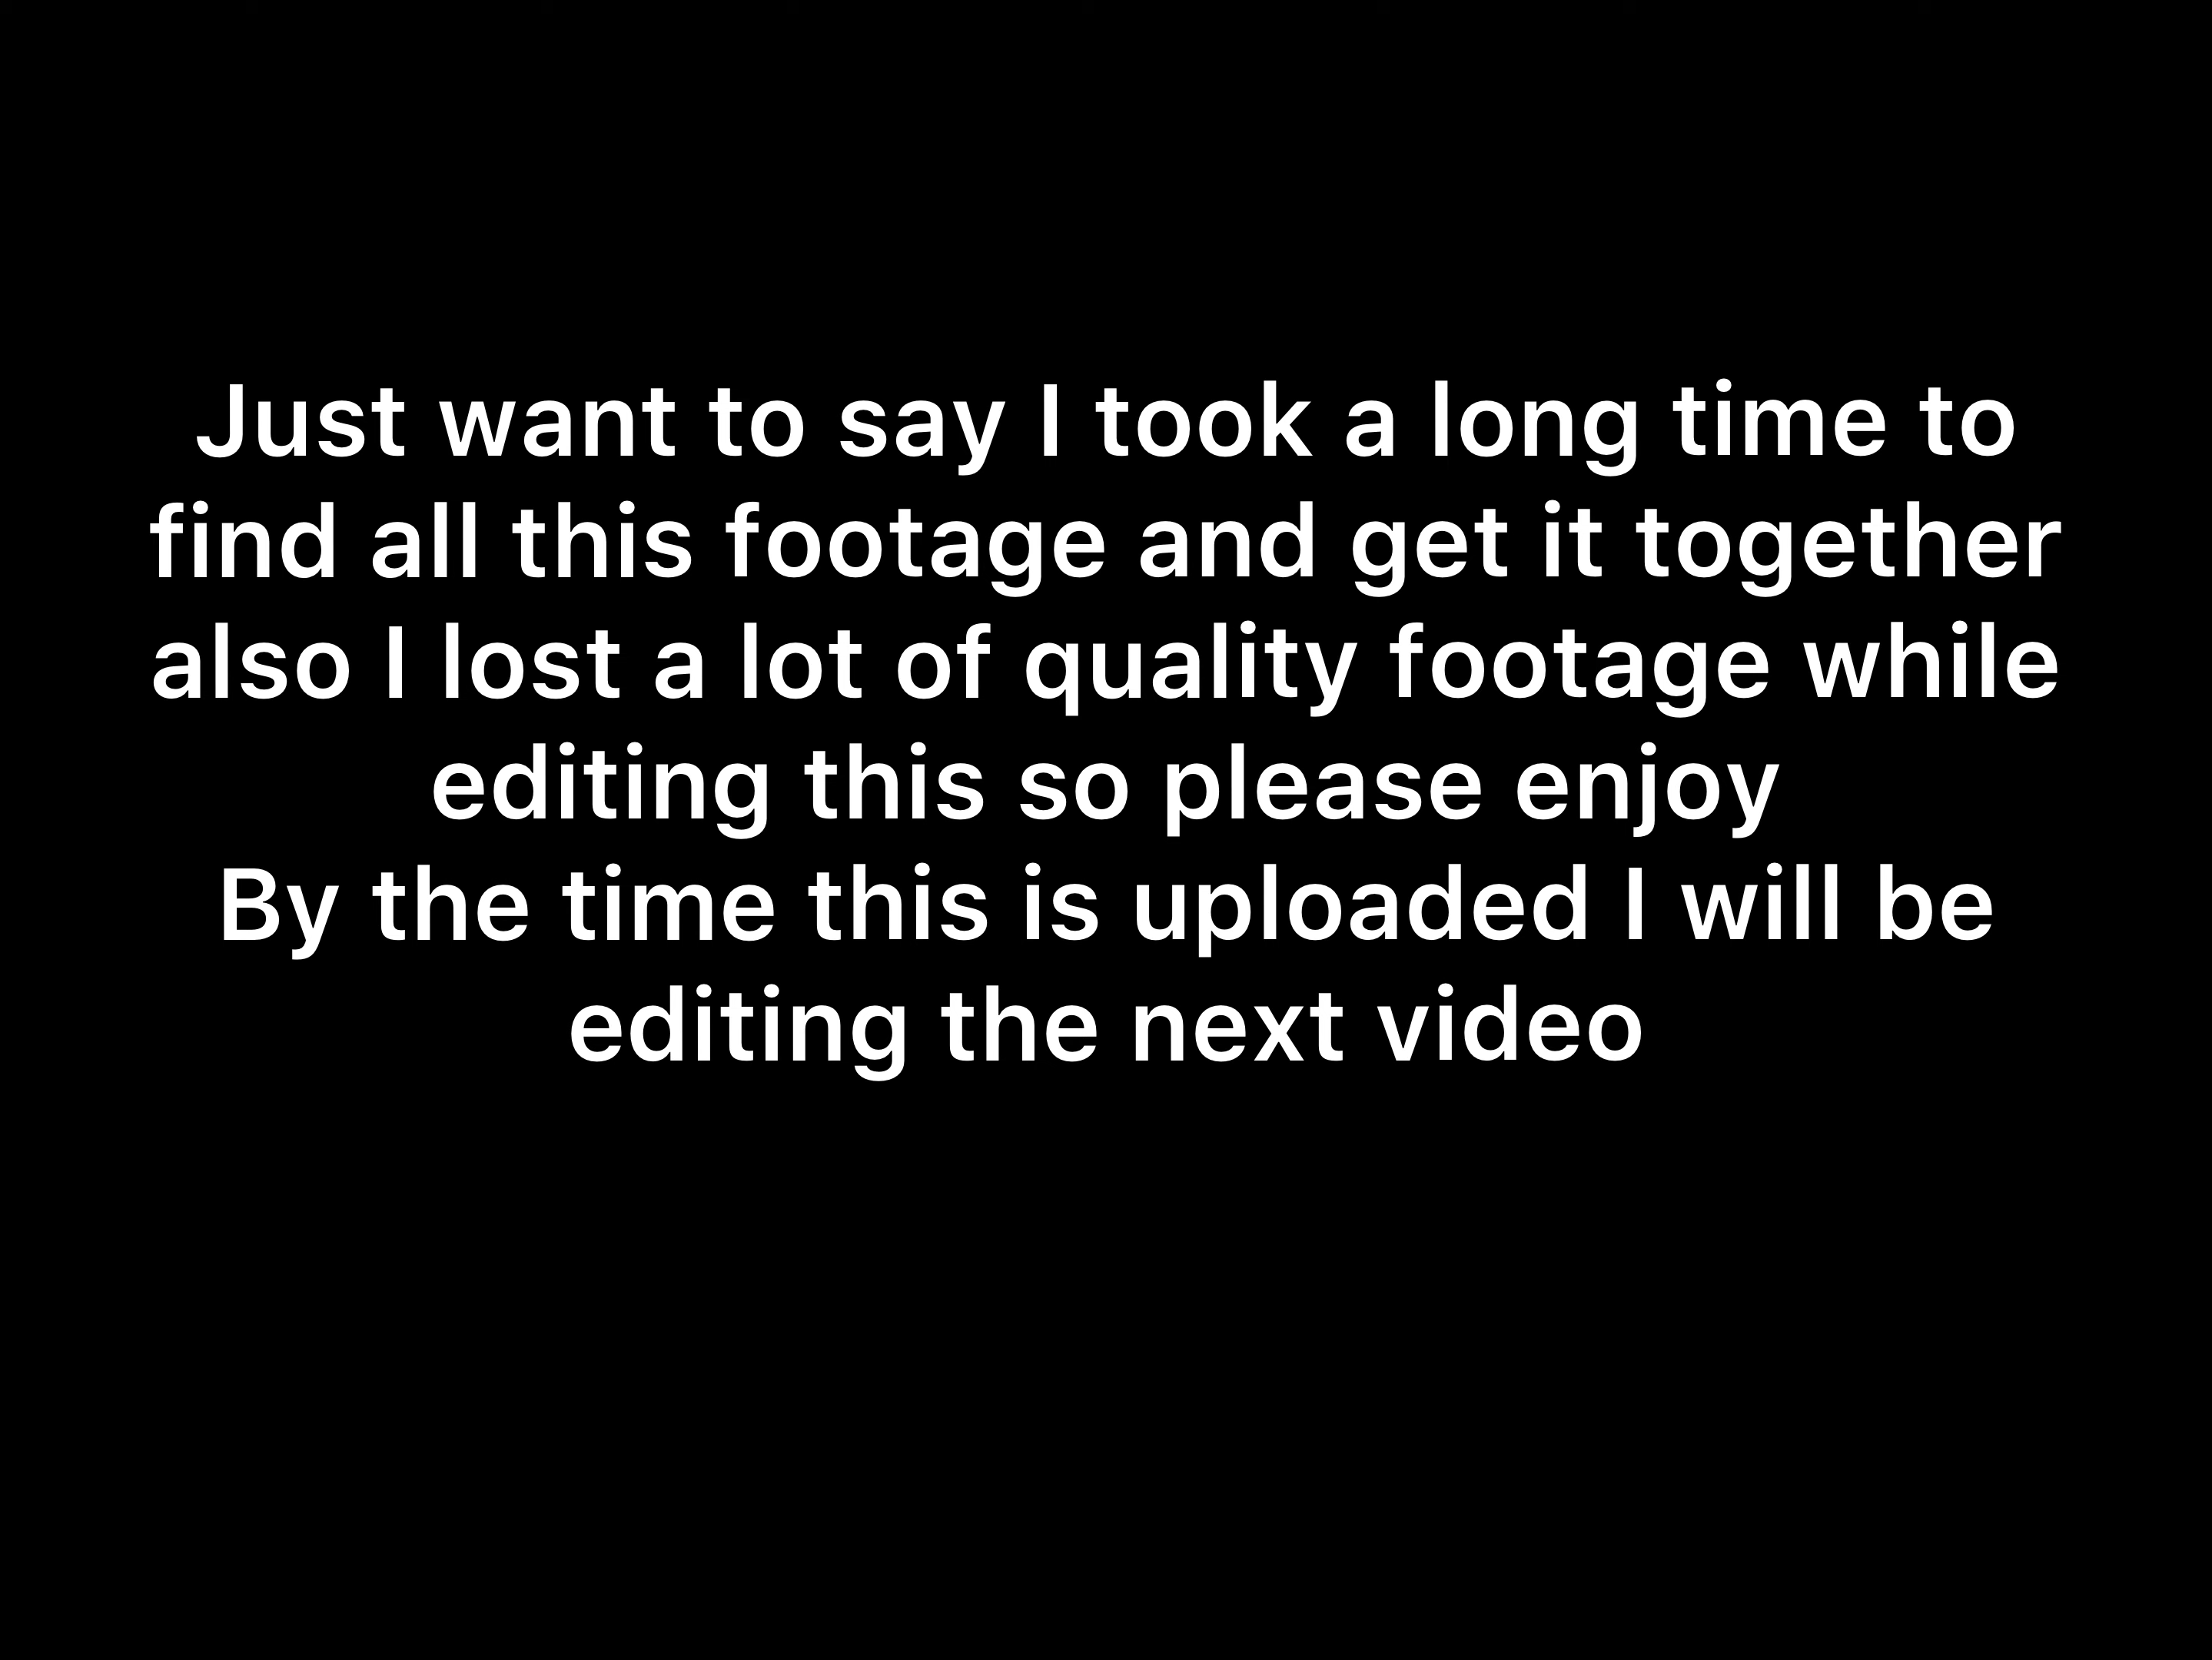 Just want to say I took a long time to
find all this footage and get it together
also I lost a lot of quality footage while
editing this so please enjoy
By the time this is uploaded I will be
editing the next video